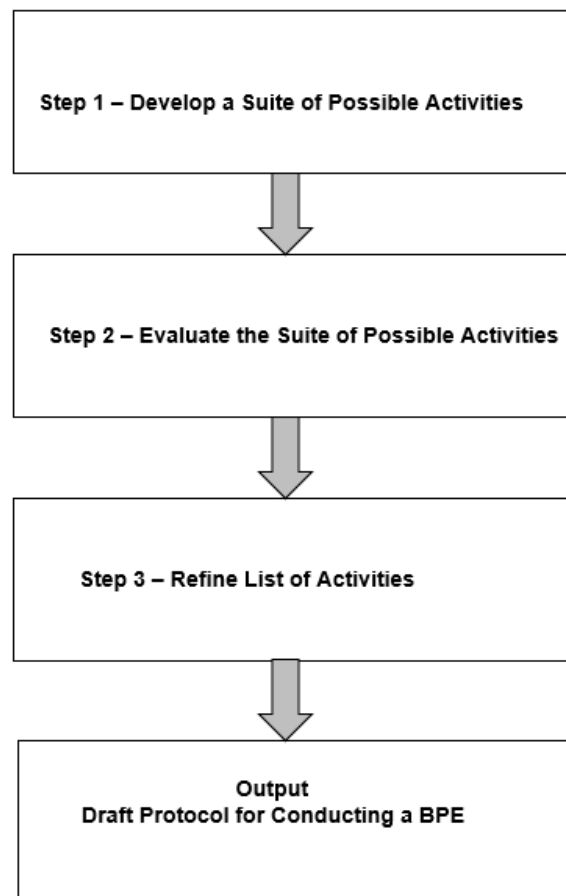 Step 1 – Develop a Suite of Possible Activities
Step 2 – Evaluate the Suite of Possible Activities
Step 3 – Refine List of Activities
Output
Draft Protocol for Conducting a BPE